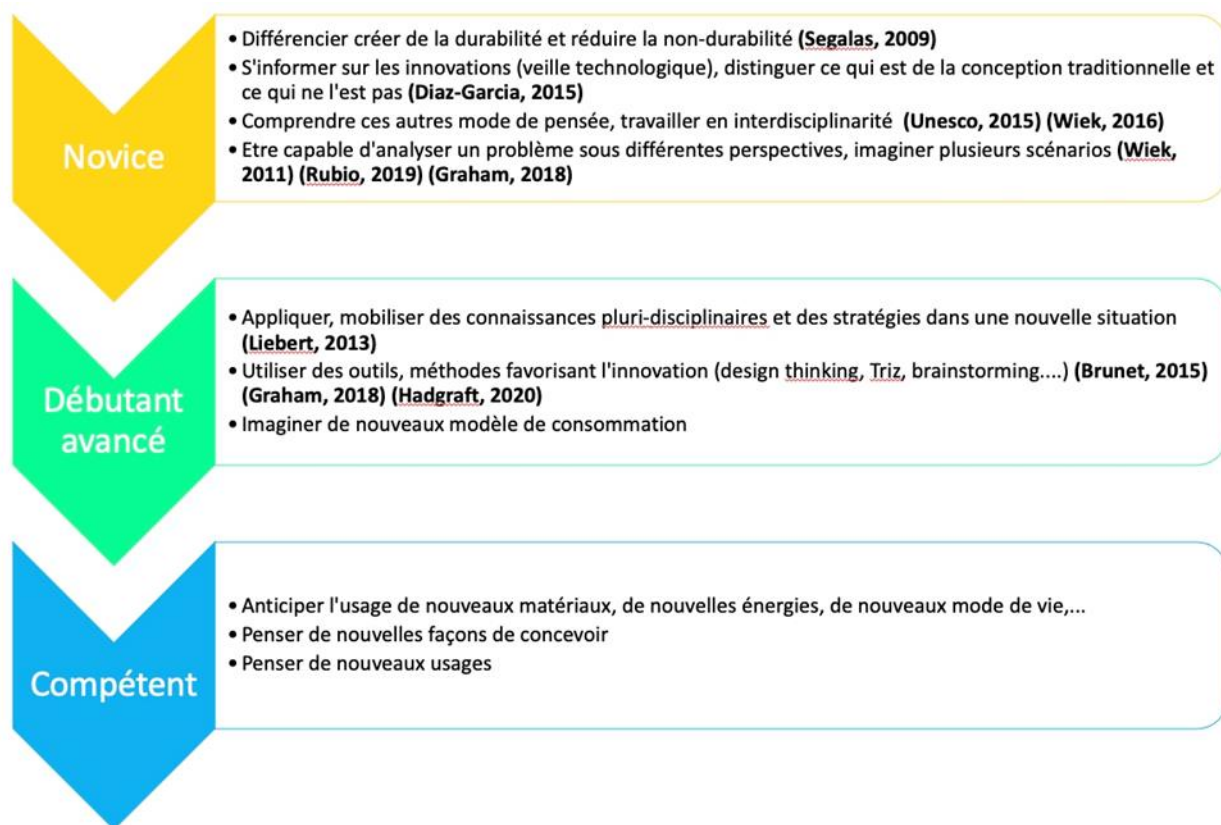 Novice
• Différencier créer de la durabilité et réduire la non-durabilité (Segalas, 2009)
• S'informer sur les innovations (veille technologique), distinguer ce qui est de la conception traditionnelle et
ce qui ne l'est pas (Diaz-Garcia, 2015)
• Comprendre ces autres mode de pensée, travailler en interdisciplinarité (Unesco, 2015) (Wiek, 2016)
• Etre capable d'analyser un problème sous différentes perspectives, imaginer plusieurs scénarios (Wiek,
2011) (Rubio, 2019) (Graham, 2018)
Débutant
avancé
• Appliquer, mobiliser des connaissances pluri-disciplinaires et des stratégies dans une nouvelle situation
(Liebert, 2013)
• Utiliser des outils, méthodes favorisant l'innovation (design thinking, Triz, brainstorming....) (Brunet, 2015)
(Graham, 2018) (Hadgraft, 2020)
• Imaginer de nouveaux modèle de consommation
Compétent
• Anticiper l'usage de nouveaux matériaux, de nouvelles énergies, de nouveaux mode de vie,...
• Penser de nouvelles façons de concevoir
• Penser de nouveaux usages